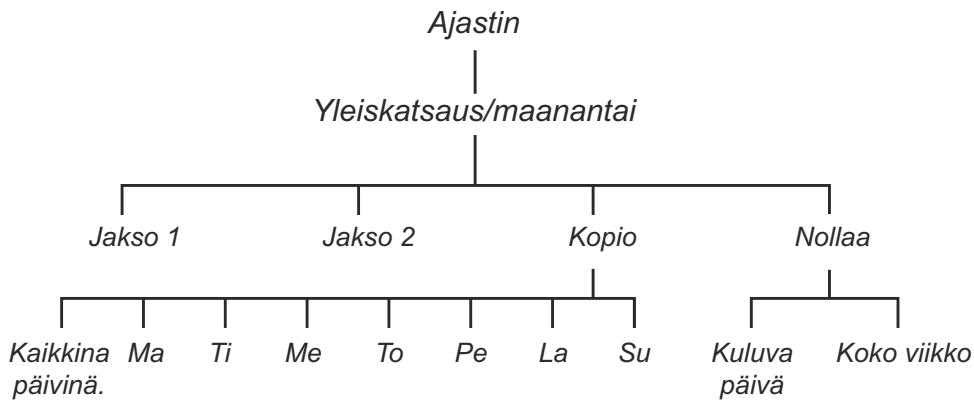 Ajastin
Yleiskatsaus/maanantai
Jakso 1 Jakso 2 Kopio Nollaa
Kaikkina Ma Ti Me To Pe La Su Kuluva Koko viikko
päivinä. päivä